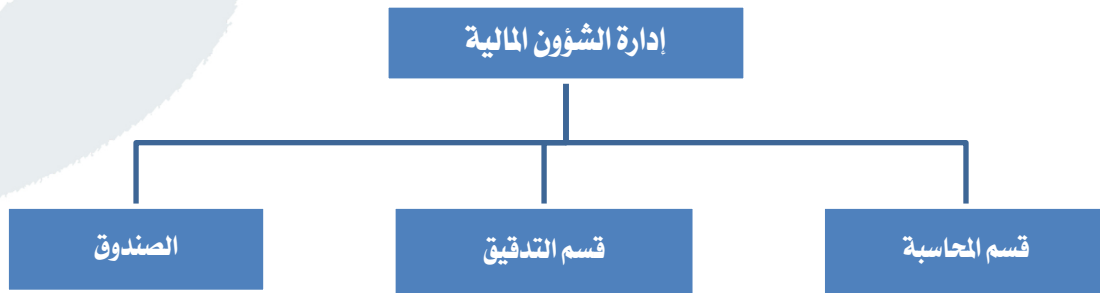 إدارة الشؤون المالية
قسم المحاسبة
قسم التدقيق
الصندوق